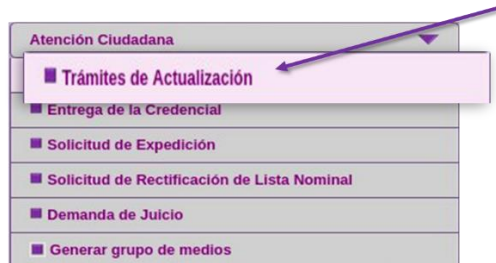 Atención Ciudadana
Trámites de Actualización
Entrega de la Credencial
Solicitud de Expedición
Solicitud de Rectificación de Lista Nominal
Demanda de Juicio
Generar grupo de medios